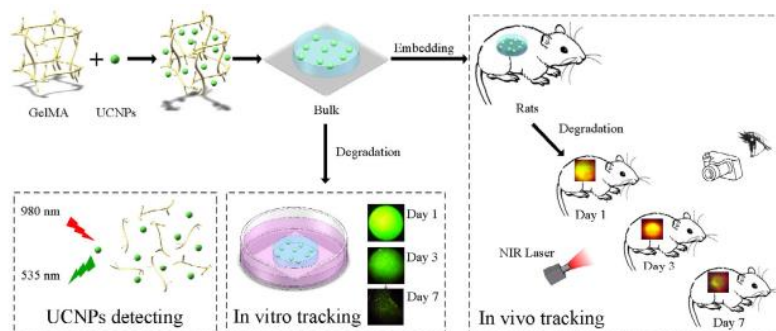 GelMA
UCNPs
Bulk
Embedding
Rats
Degradation
Degradation
Day 1
Day 3
Day 7
NIR Laser
In vivo tracking
980 nm
535 nm
UCNPs detecting
Day 1
Day 3
Day 7
In vitro tracking